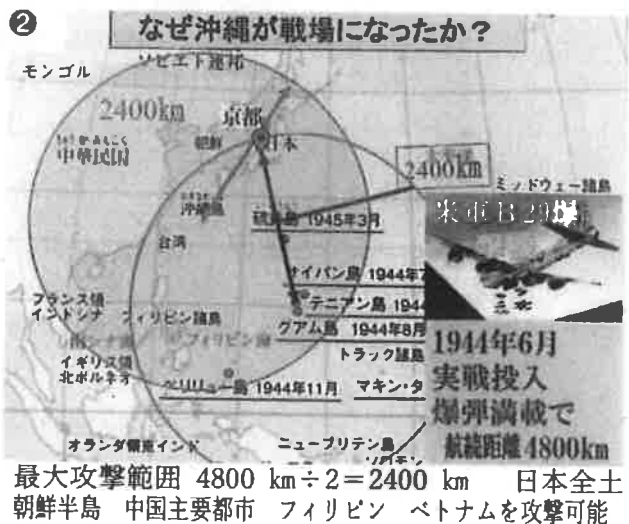 ❷
なぜ沖縄が戦場になったか？
ソビエト連邦
モンゴル
2400km
京都
中華民国
朝鮮
日本
2400km
ミッドウェー諸島
沖縄島
硫黄島 1945年3月
米軍B-29爆
台湾
サイパン島 1944年7
フランス領
インドシナ
フィリピン諸島
テニアン島 1944
グアム島 1944年8月
トラック諸島
イギリス領
北ボルネオ
ペリリュー島 1944年11月
マキン・タ
1944年6月
実戦投入
爆弾満載で
航続距離4800km
オランダ領東インド
ニューブリテン島
最大攻撃範囲 4800 km÷2＝2400 km 日本全土
朝鮮半島 中国主要都市 フィリピン ベトナムを攻撃可能